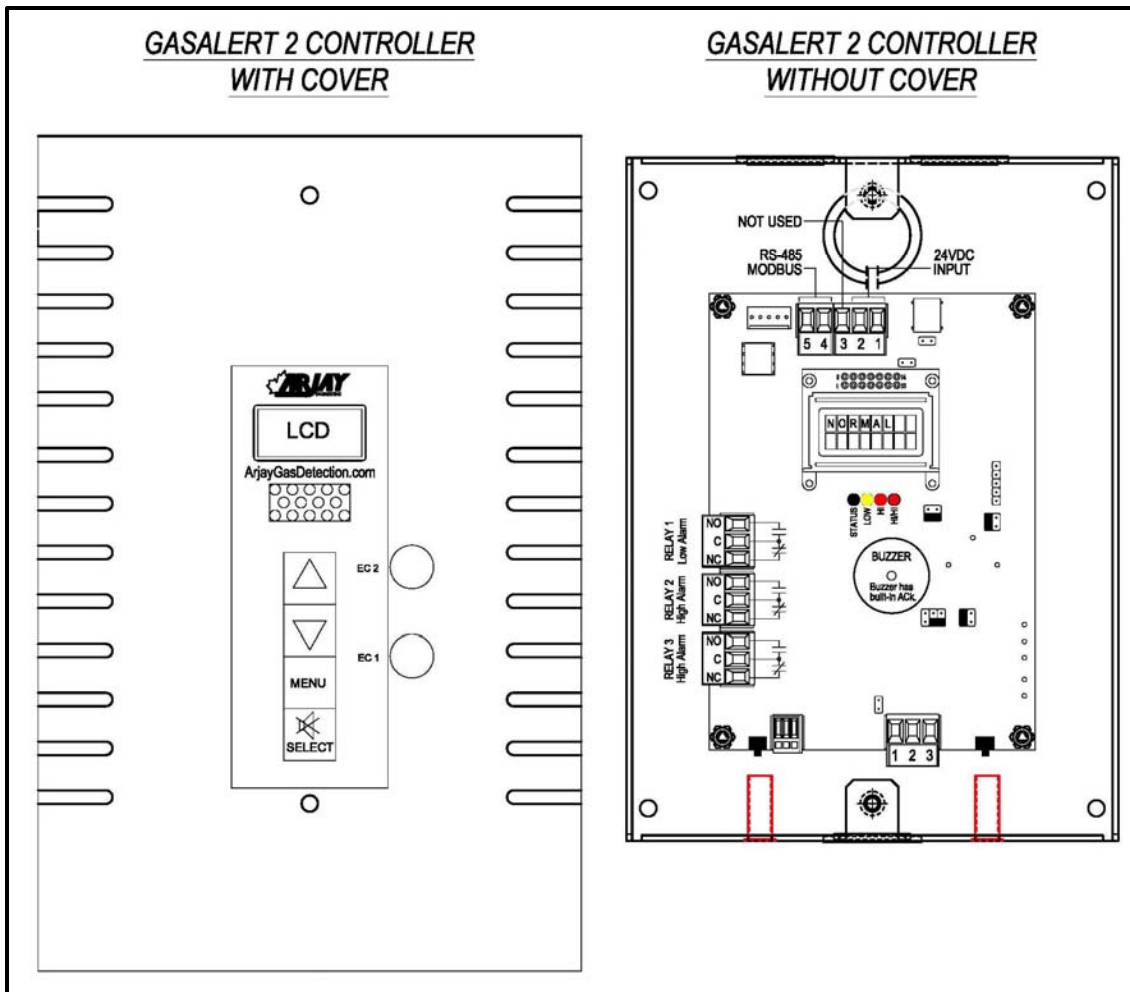 GASALERT 2 CONTROLLER
WITH COVER
ARJAY
LCD
ArjayGasDetection.com
EC 2
EC 1
MENU
SELECT
GASALERT 2 CONTROLLER
WITHOUT COVER
NOT USED
RS-485
MODBUS
24VDC
INPUT
5 4 3 2 1
NORMAL
STATUS
LOW
HI
HI/HI
RELAY 1
Low Alarm
NO
C
NC
BUZZER
Buzzer has
built-in ACk.
RELAY 2
High Alarm
NO
C
NC
RELAY 3
High Alarm
NO
C
NC
1 2 3